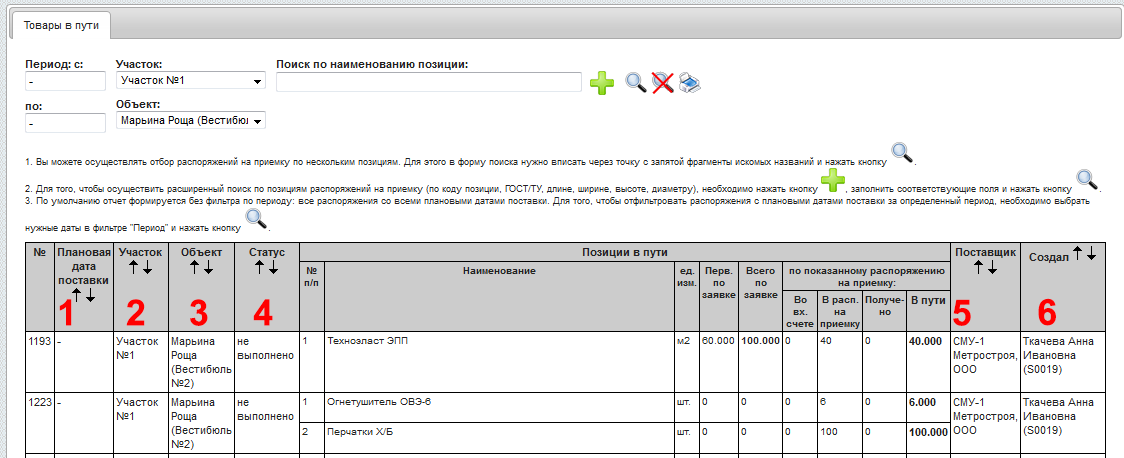 Товары в пути
Период: с:
Участок:
Поиск по наименованию позиции:
-
Участок №1
по:
Объект:
-
Марьина Роща (Вестибюл
1. Вы можете осуществлять отбор распоряжений на приемку по нескольким позициям. Для этого в форму поиска нужно вписать через точку с запятой фрагменты искомых названий и нажать кнопку .
2. Для того, чтобы осуществить расширенный поиск по позициям распоряжений на приемку (по коду позиции, ГОСТ/ТУ, длине, ширине, высоте, диаметру), необходимо нажать кнопку , заполнить соответствующие поля и нажать кнопку .
3. По умолчанию отчет формируется без фильтра по периоду: все распоряжения со всеми плановыми датами поставки. Для того, чтобы отфильтровать распоряжения с плановыми датами поставки за определенный период, необходимо выбрать
нужные даты в фильтре "Период" и нажать кнопку .
№
Плановая
дата
поставки
1
Участок
2
Объект
3
Статус
4
Позиции в пути
№
п/п
Наименование
ед.
изм.
Перв.
по
заявке
Всего
по
заявке
по показанному распоряжению
на приемку:
Во
вх.
счете
В расп.
на
приемку
Получе-
но
В пути
Поставщик
5
Создал
6
1193
-
Участок
№1
Марьина
Роща
(Вестибюль
№2)
не
выполнено
1
Техноэласт ЭПП
м2
60.000
100.000
0
40
0
40.000
СМУ-1
Метрострой,
ООО
Ткачева Анна
Ивановна
(S0019)
1223
-
Участок
№1
Марьина
Роща
(Вестибюль
№2)
не
выполнено
1
Огнетушитель ОВЭ-6
шт.
0
0
0
6
0
6.000
2
Перчатки Х/Б
шт.
0
0
0
100
0
100.000
СМУ-1
Метрострой,
ООО
Ткачева Анна
Ивановна
(S0019)